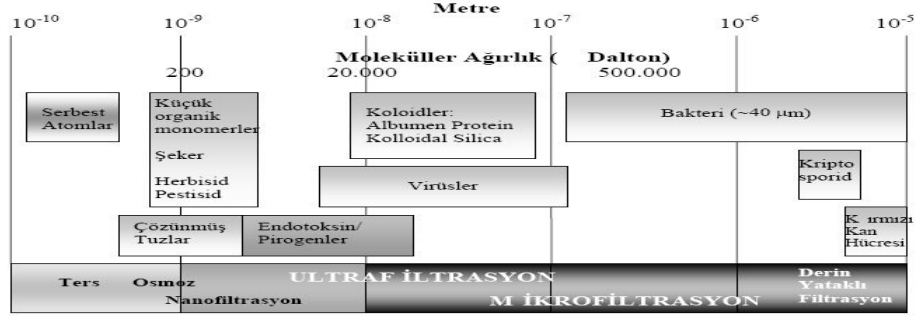 Metre
10-10 10-9 10-8 10-7 10-6 10-5
Moleküller Ağırlık ( Dalton)
200 20.000 500.000
Serbest
Atomlar
Küçük
organik
monomerler
Şeker
Herbisid
Pestisid
Koloidler:
Albumen Protein
Kolloidal Silica
Bakteri (~40 µm)
Virüsler
Kripto
sporid
Çözünmüş
Tuzlar
Endotoksin/
Pirogenler
K ırmızı
Kan
Hücresi
Ters Osmoz
Nanofiltrasyon
ULTRAF İLTRASYON
M İKROFİLTRASYON
Derin
Yataklı
Filtrasyon